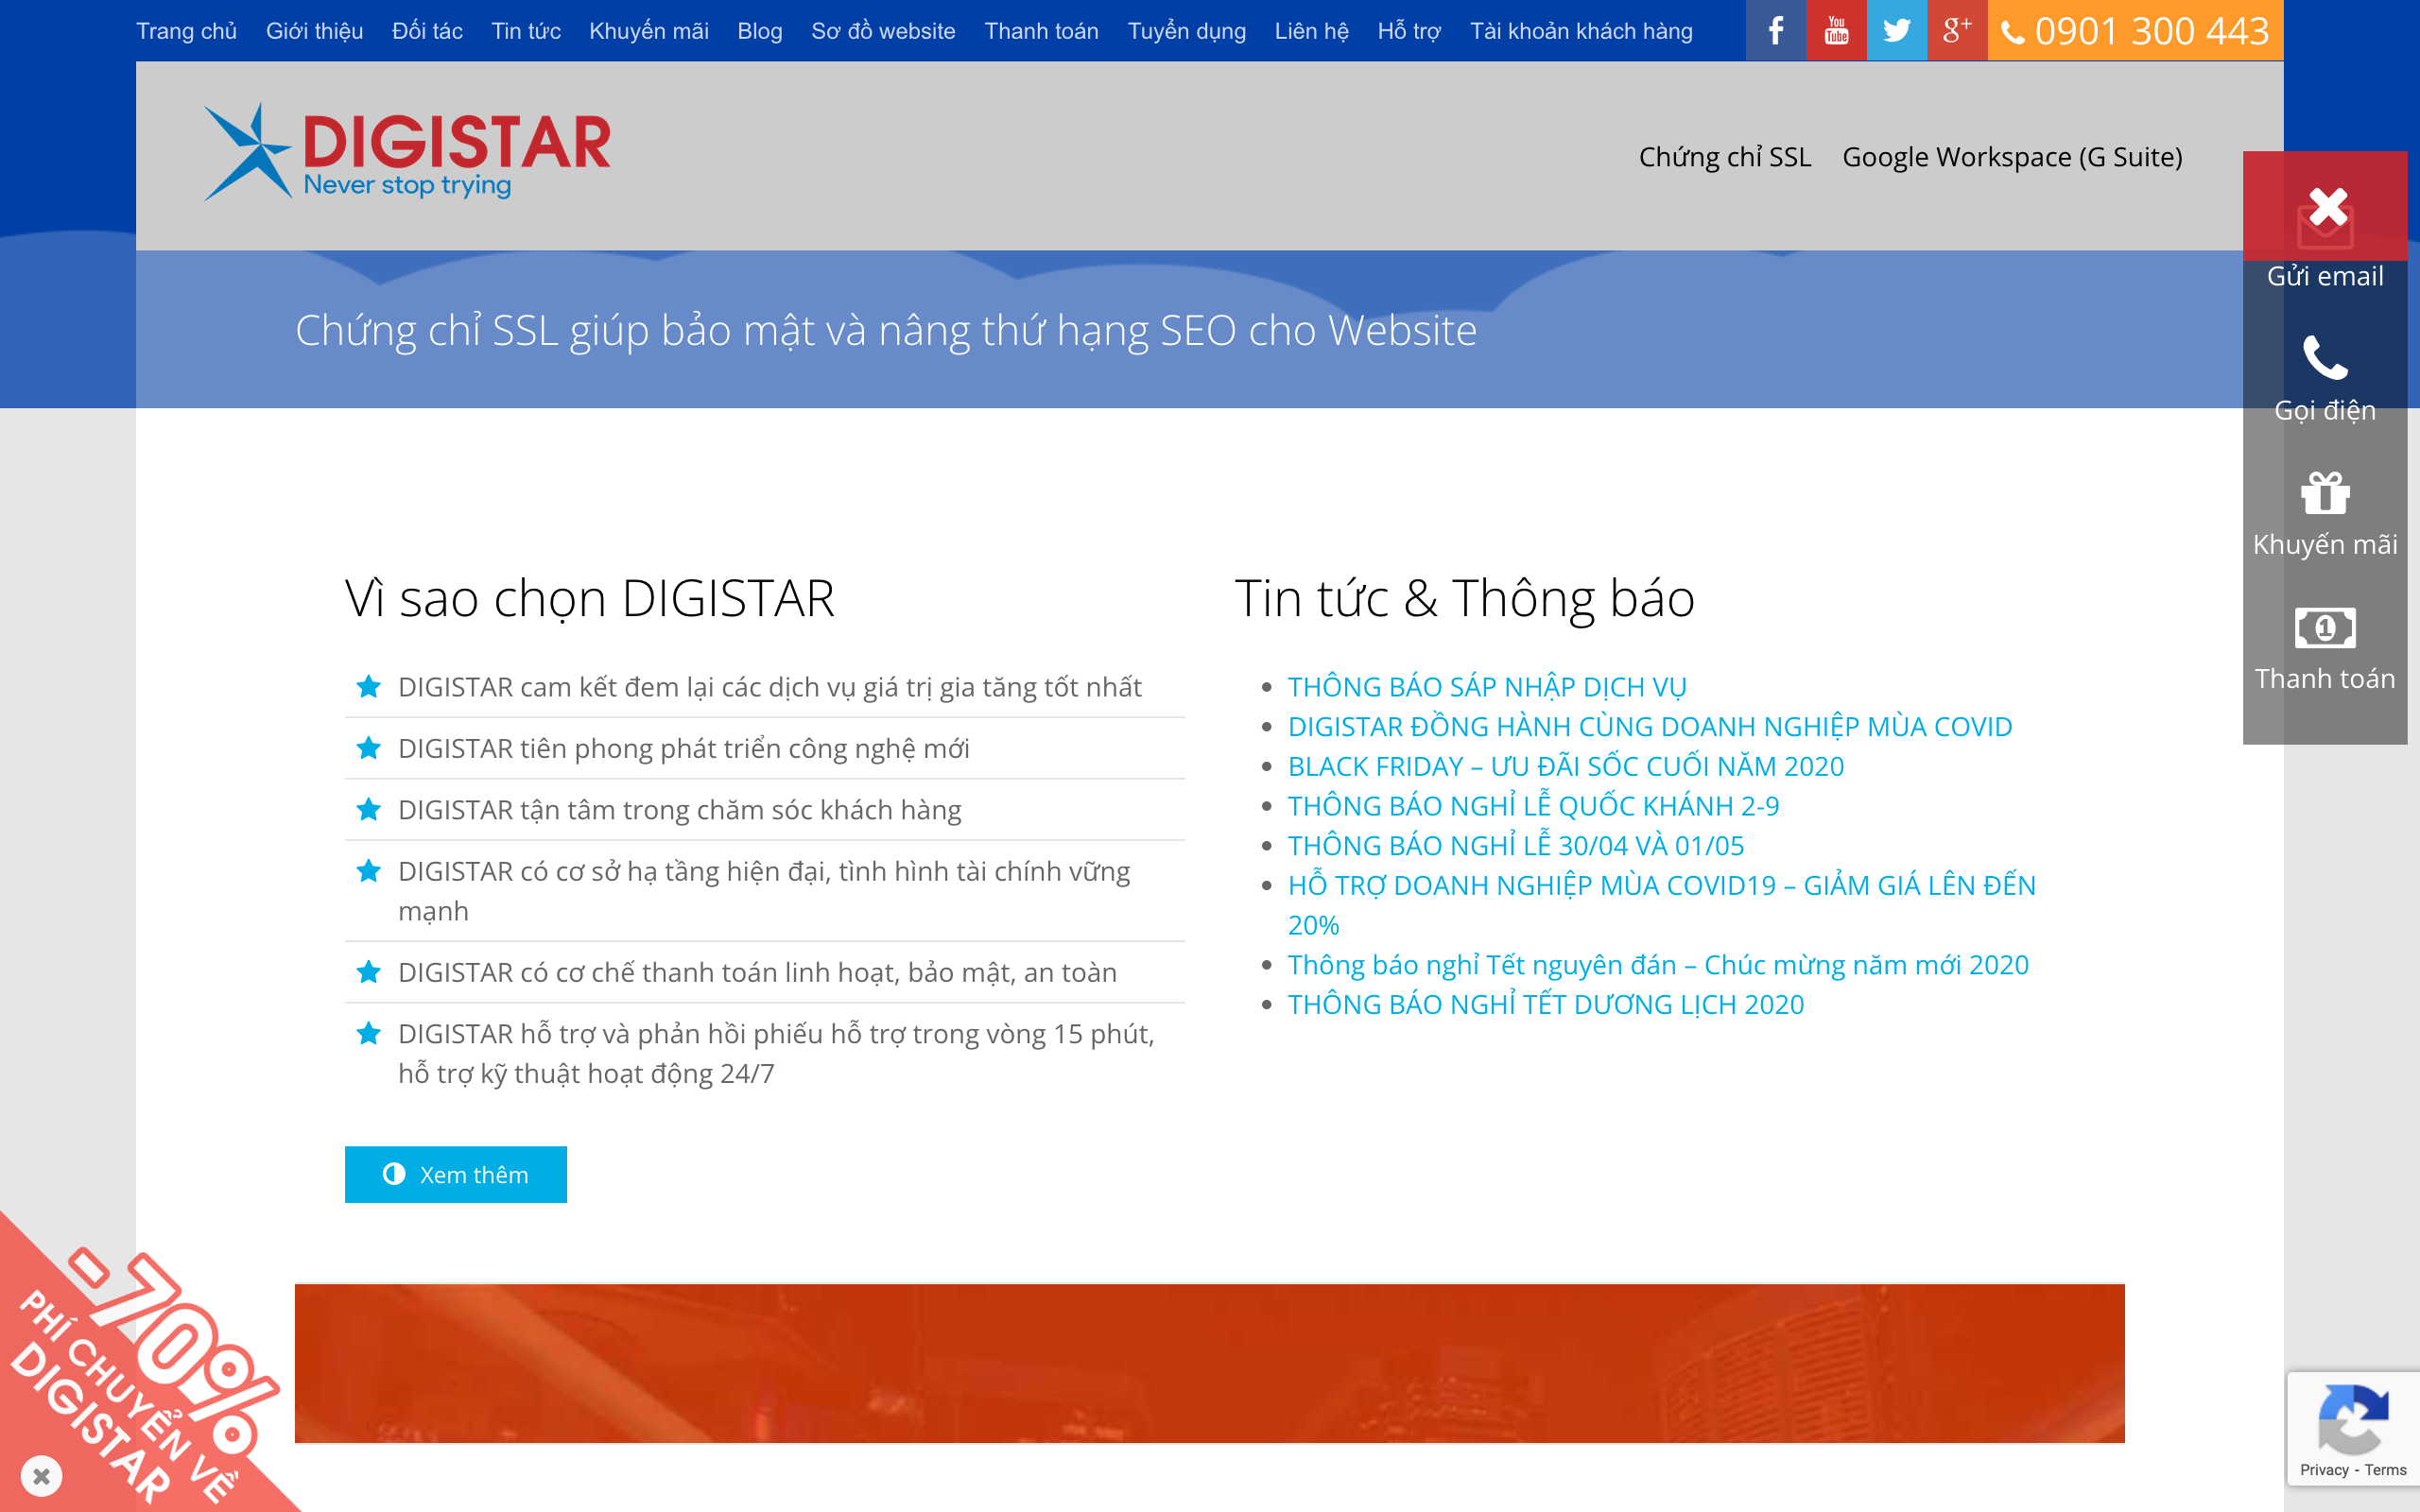 Trang chủ Giới thiệu Đối tác Tin tức Khuyến mãi Blog Sơ đồ website Thanh toán Tuyển dụng Liên hệ Hỗ trợ Tài khoản khách hàng You Tube g+ 0901 300 443
DIGISTAR
Never stop trying
Chứng chỉ SSL Google Workspace (G Suite)
Gửi email
Gọi điện
Khuyến mãi
1
Thanh toán
Chứng chỉ SSL giúp bảo mật và nâng thứ hạng SEO cho Website
Vì sao chọn DIGISTAR
DIGISTAR cam kết đem lại các dịch vụ giá trị gia tăng tốt nhất
DIGISTAR tiên phong phát triển công nghệ mới
DIGISTAR tận tâm trong chăm sóc khách hàng
DIGISTAR có cơ sở hạ tầng hiện đại, tình hình tài chính vững
mạnh
DIGISTAR có cơ chế thanh toán linh hoạt, bảo mật, an toàn
DIGISTAR hỗ trợ và phản hồi phiếu hỗ trợ trong vòng 15 phút,
hỗ trợ kỹ thuật hoạt động 24/7
Xem thêm
Tin tức & Thông báo
THÔNG BÁO SÁP NHẬP DỊCH VỤ
DIGISTAR ĐỒNG HÀNH CÙNG DOANH NGHIỆP MÙA COVID
BLACK FRIDAY – ƯU ĐÃI SỐC CUỐI NĂM 2020
THÔNG BÁO NGHỈ LỄ QUỐC KHÁNH 2-9
THÔNG BÁO NGHỈ LỄ 30/04 VÀ 01/05
HỖ TRỢ DOANH NGHIỆP MÙA COVID19 – GIẢM GIÁ LÊN ĐẾN
20%
Thông báo nghỉ Tết nguyên đán – Chúc mừng năm mới 2020
THÔNG BÁO NGHỈ TẾT DƯƠNG LỊCH 2020
-70%
PHÍ CHUYỂN VỀ
DIGISTAR
Privacy - Terms